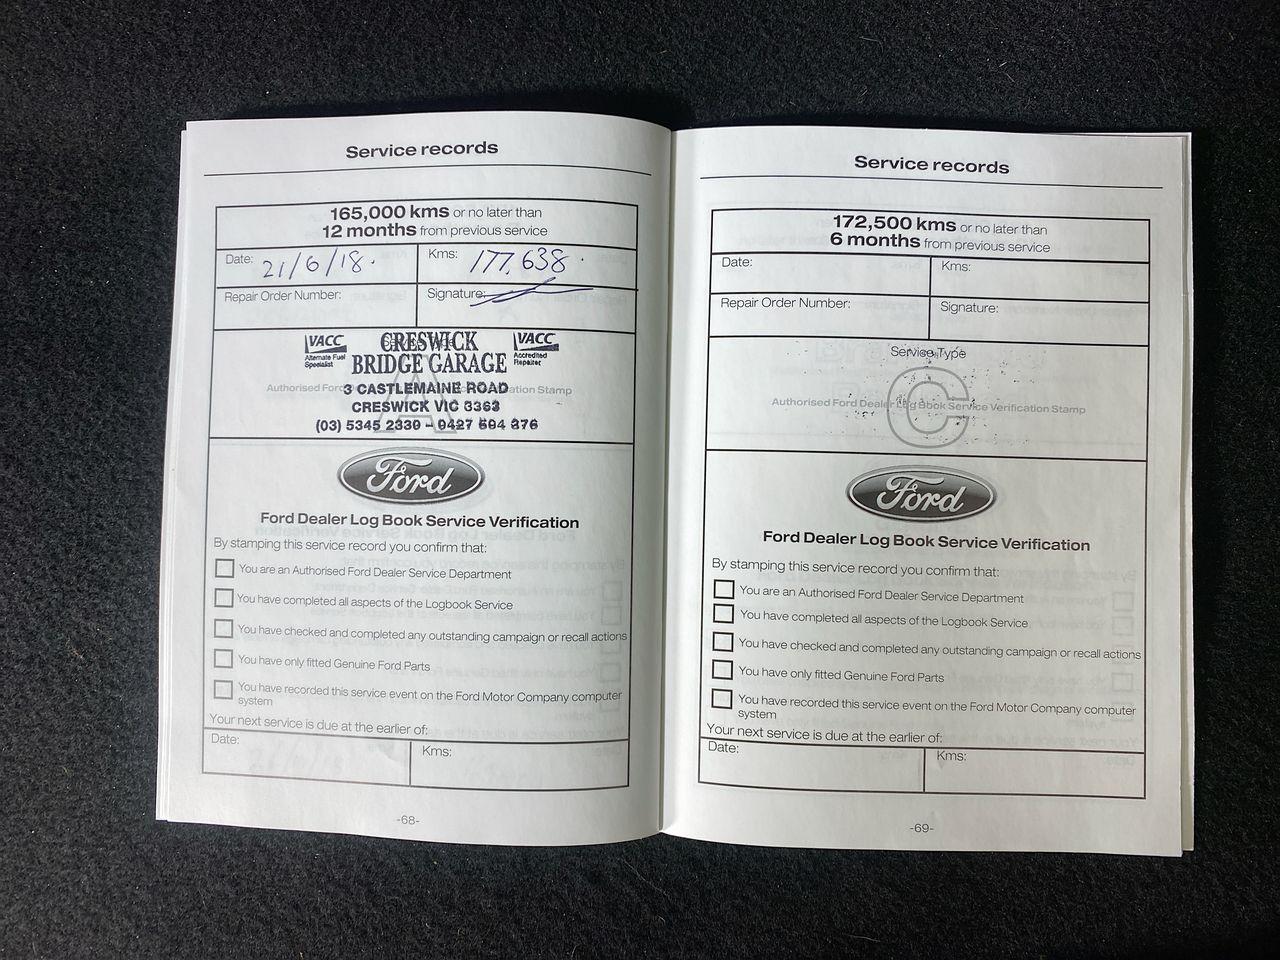 Service records
165,000 kms or no later than
12 months from previous service
Date: 21/6/18.
Kms: 177,638.
Repair Order Number:
Signature:
VACC
Alternate Fuel
Specialist
CRESWICK
BRIDGE GARAGE
VACC
Accredited
Repairer
3 CASTLEMAINE ROAD
Authorised Ford Verification Stamp
CRESWICK VIC 3363
(03) 5345 2330 - 0427 604 276
A
Ford
Ford Dealer Log Book Service Verification
By stamping this service record you confirm that:
You are an Authorised Ford Dealer Service Department
You have completed all aspects of the Logbook Service
You have checked and completed any outstanding campaign or recall actions
You have only fitted Genuine Ford Parts
You have recorded this service event on the Ford Motor Company computer
system
Your next service is due at the earlier of:
Date:
Kms:
-68-
Service records
172,500 kms or no later than
6 months from previous service
Date:
Kms:
Repair Order Number:
Signature:
Service Type
Authorised Ford Dealer Log Book Service Verification Stamp
C
Ford
Ford Dealer Log Book Service Verification
By stamping this service record you confirm that:
You are an Authorised Ford Dealer Service Department
You have completed all aspects of the Logbook Service
You have checked and completed any outstanding campaign or recall actions
You have only fitted Genuine Ford Parts
You have recorded this service event on the Ford Motor Company computer
system
Your next service is due at the earlier of:
Date:
Kms:
-69-